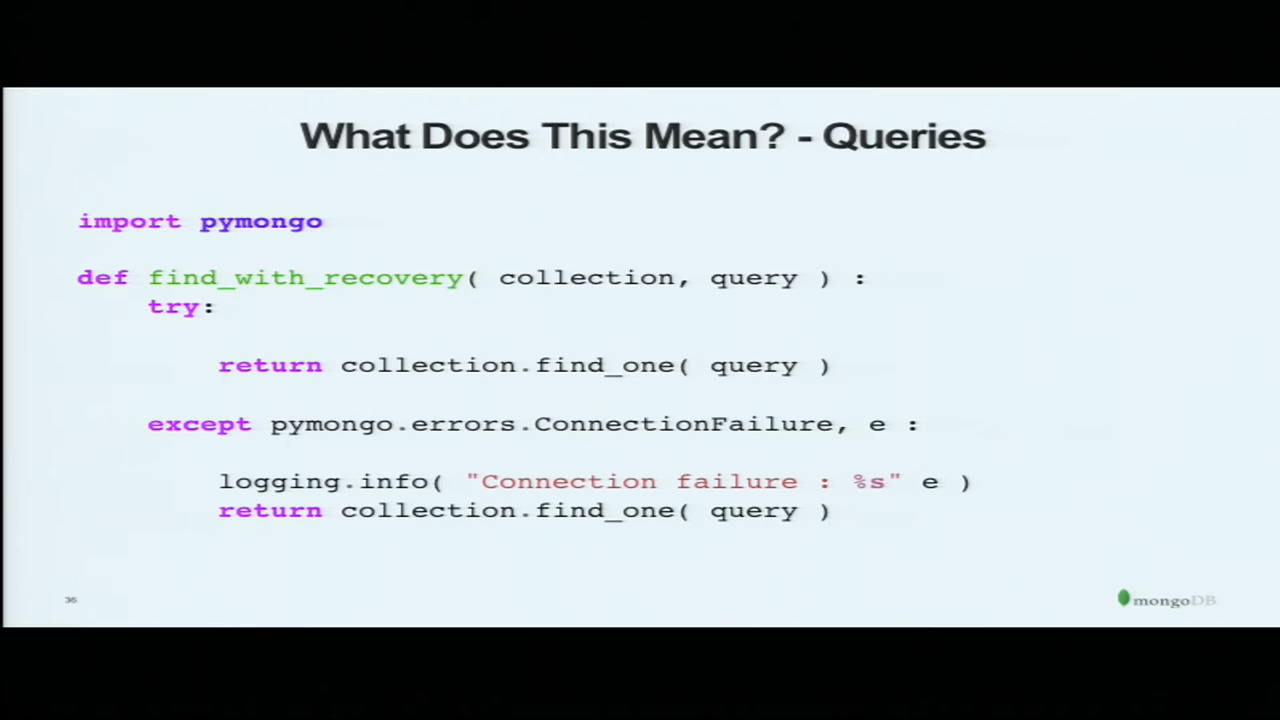 What Does This Mean? - Queries
import pymongo
def find_with_recovery( collection, query ) :
try:
return collection.find_one( query )
except pymongo.errors.ConnectionFailure, e :
logging.info( "Connection failure : %s" e )
return collection.find_one( query )
36
mongoDB